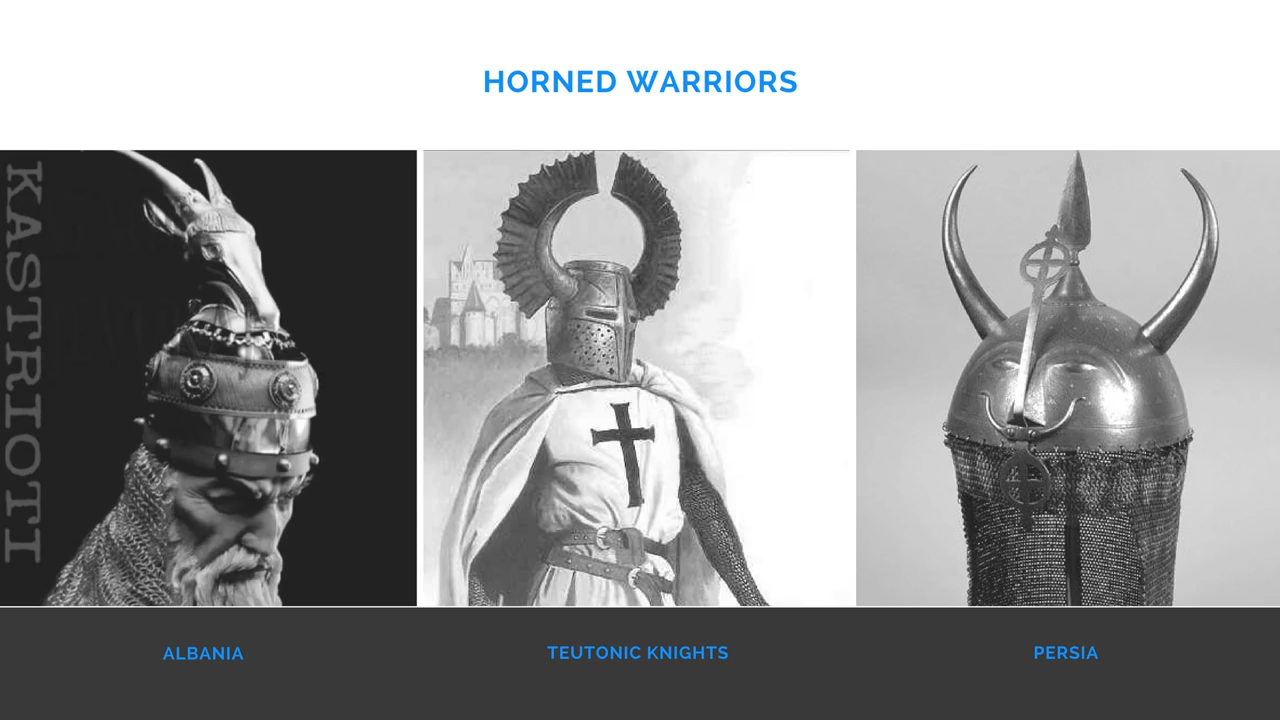 HORNED WARRIORS
KASTRIOTI
ALBANIA
TEUTONIC KNIGHTS
PERSIA